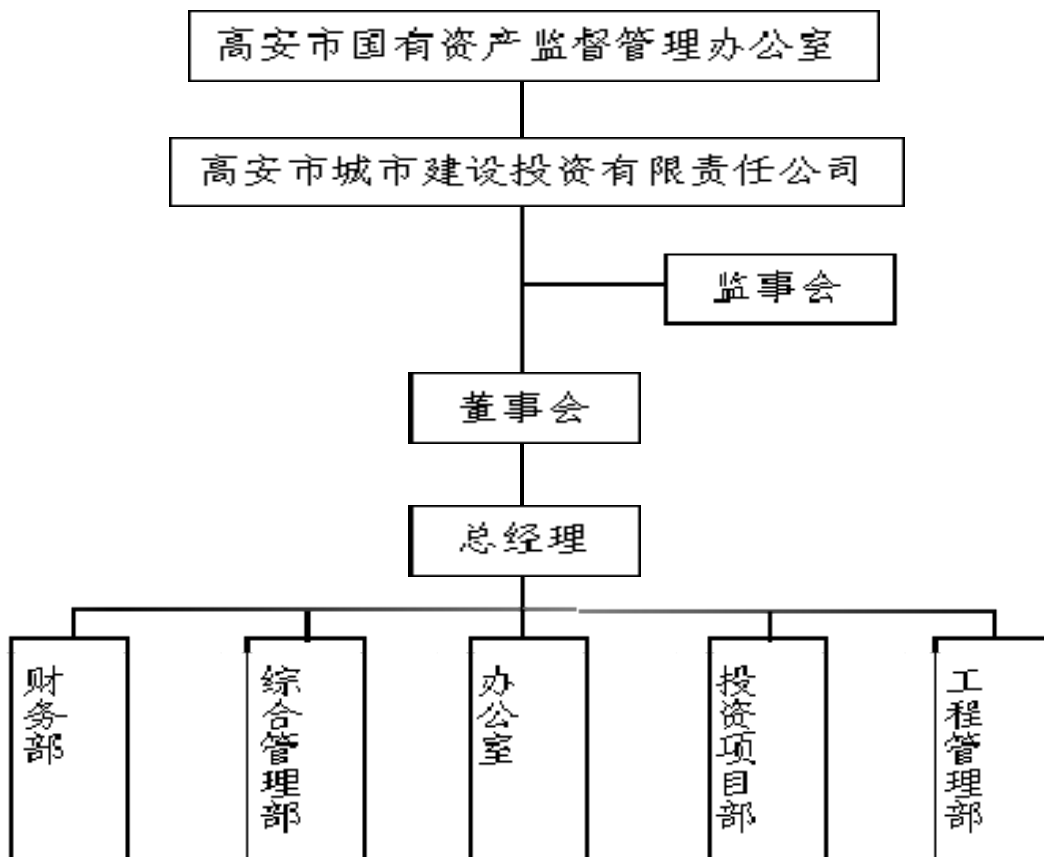 高安市国有资产监督管理办公室
高安市城市建设投资有限责任公司
监事会
董事会
总经理
财务部
综合管理部
办公室
投资项目部
工程管理部